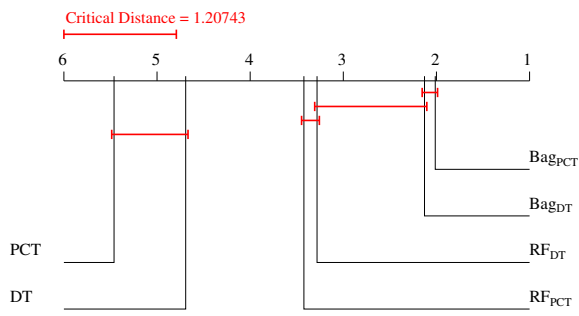 Critical Distance = 1.20743
6 5 4 3 2 1
Bag_PCT
Bag_DT
PCT RF_DT
DT RF_PCT